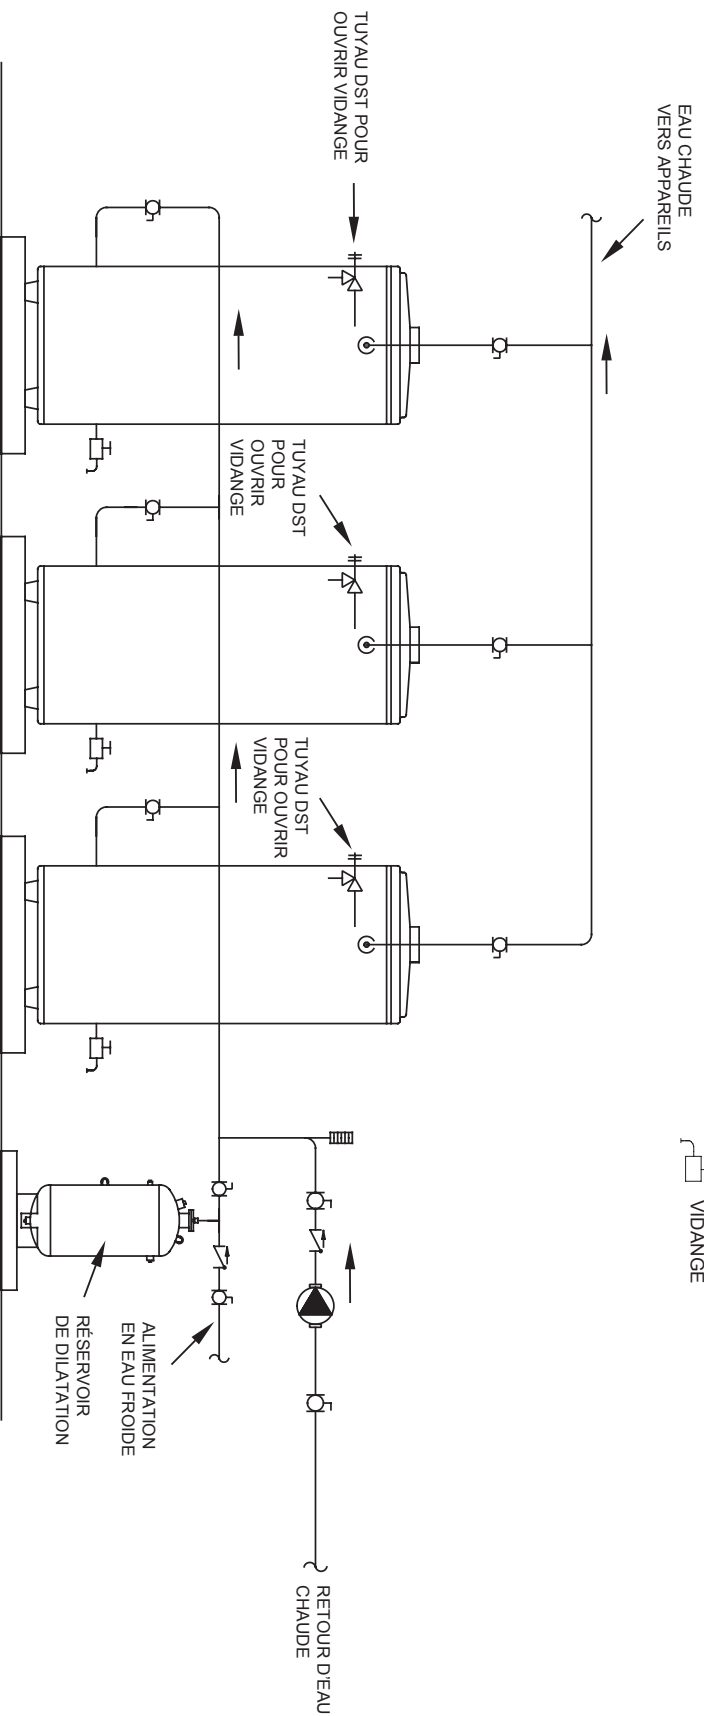 EAU CHAUDE
VERS APPAREILS
TUYAU DST POUR
OUVRIR VIDANGE
TUYAU DST
POUR
OUVRIR
VIDANGE
TUYAU DST
POUR OUVRIR
VIDANGE
VIDANGE
RETOUR D'EAU
CHAUDE
ALIMENTATION
EN EAU FROIDE
RÉSERVOIR
DE DILATATION